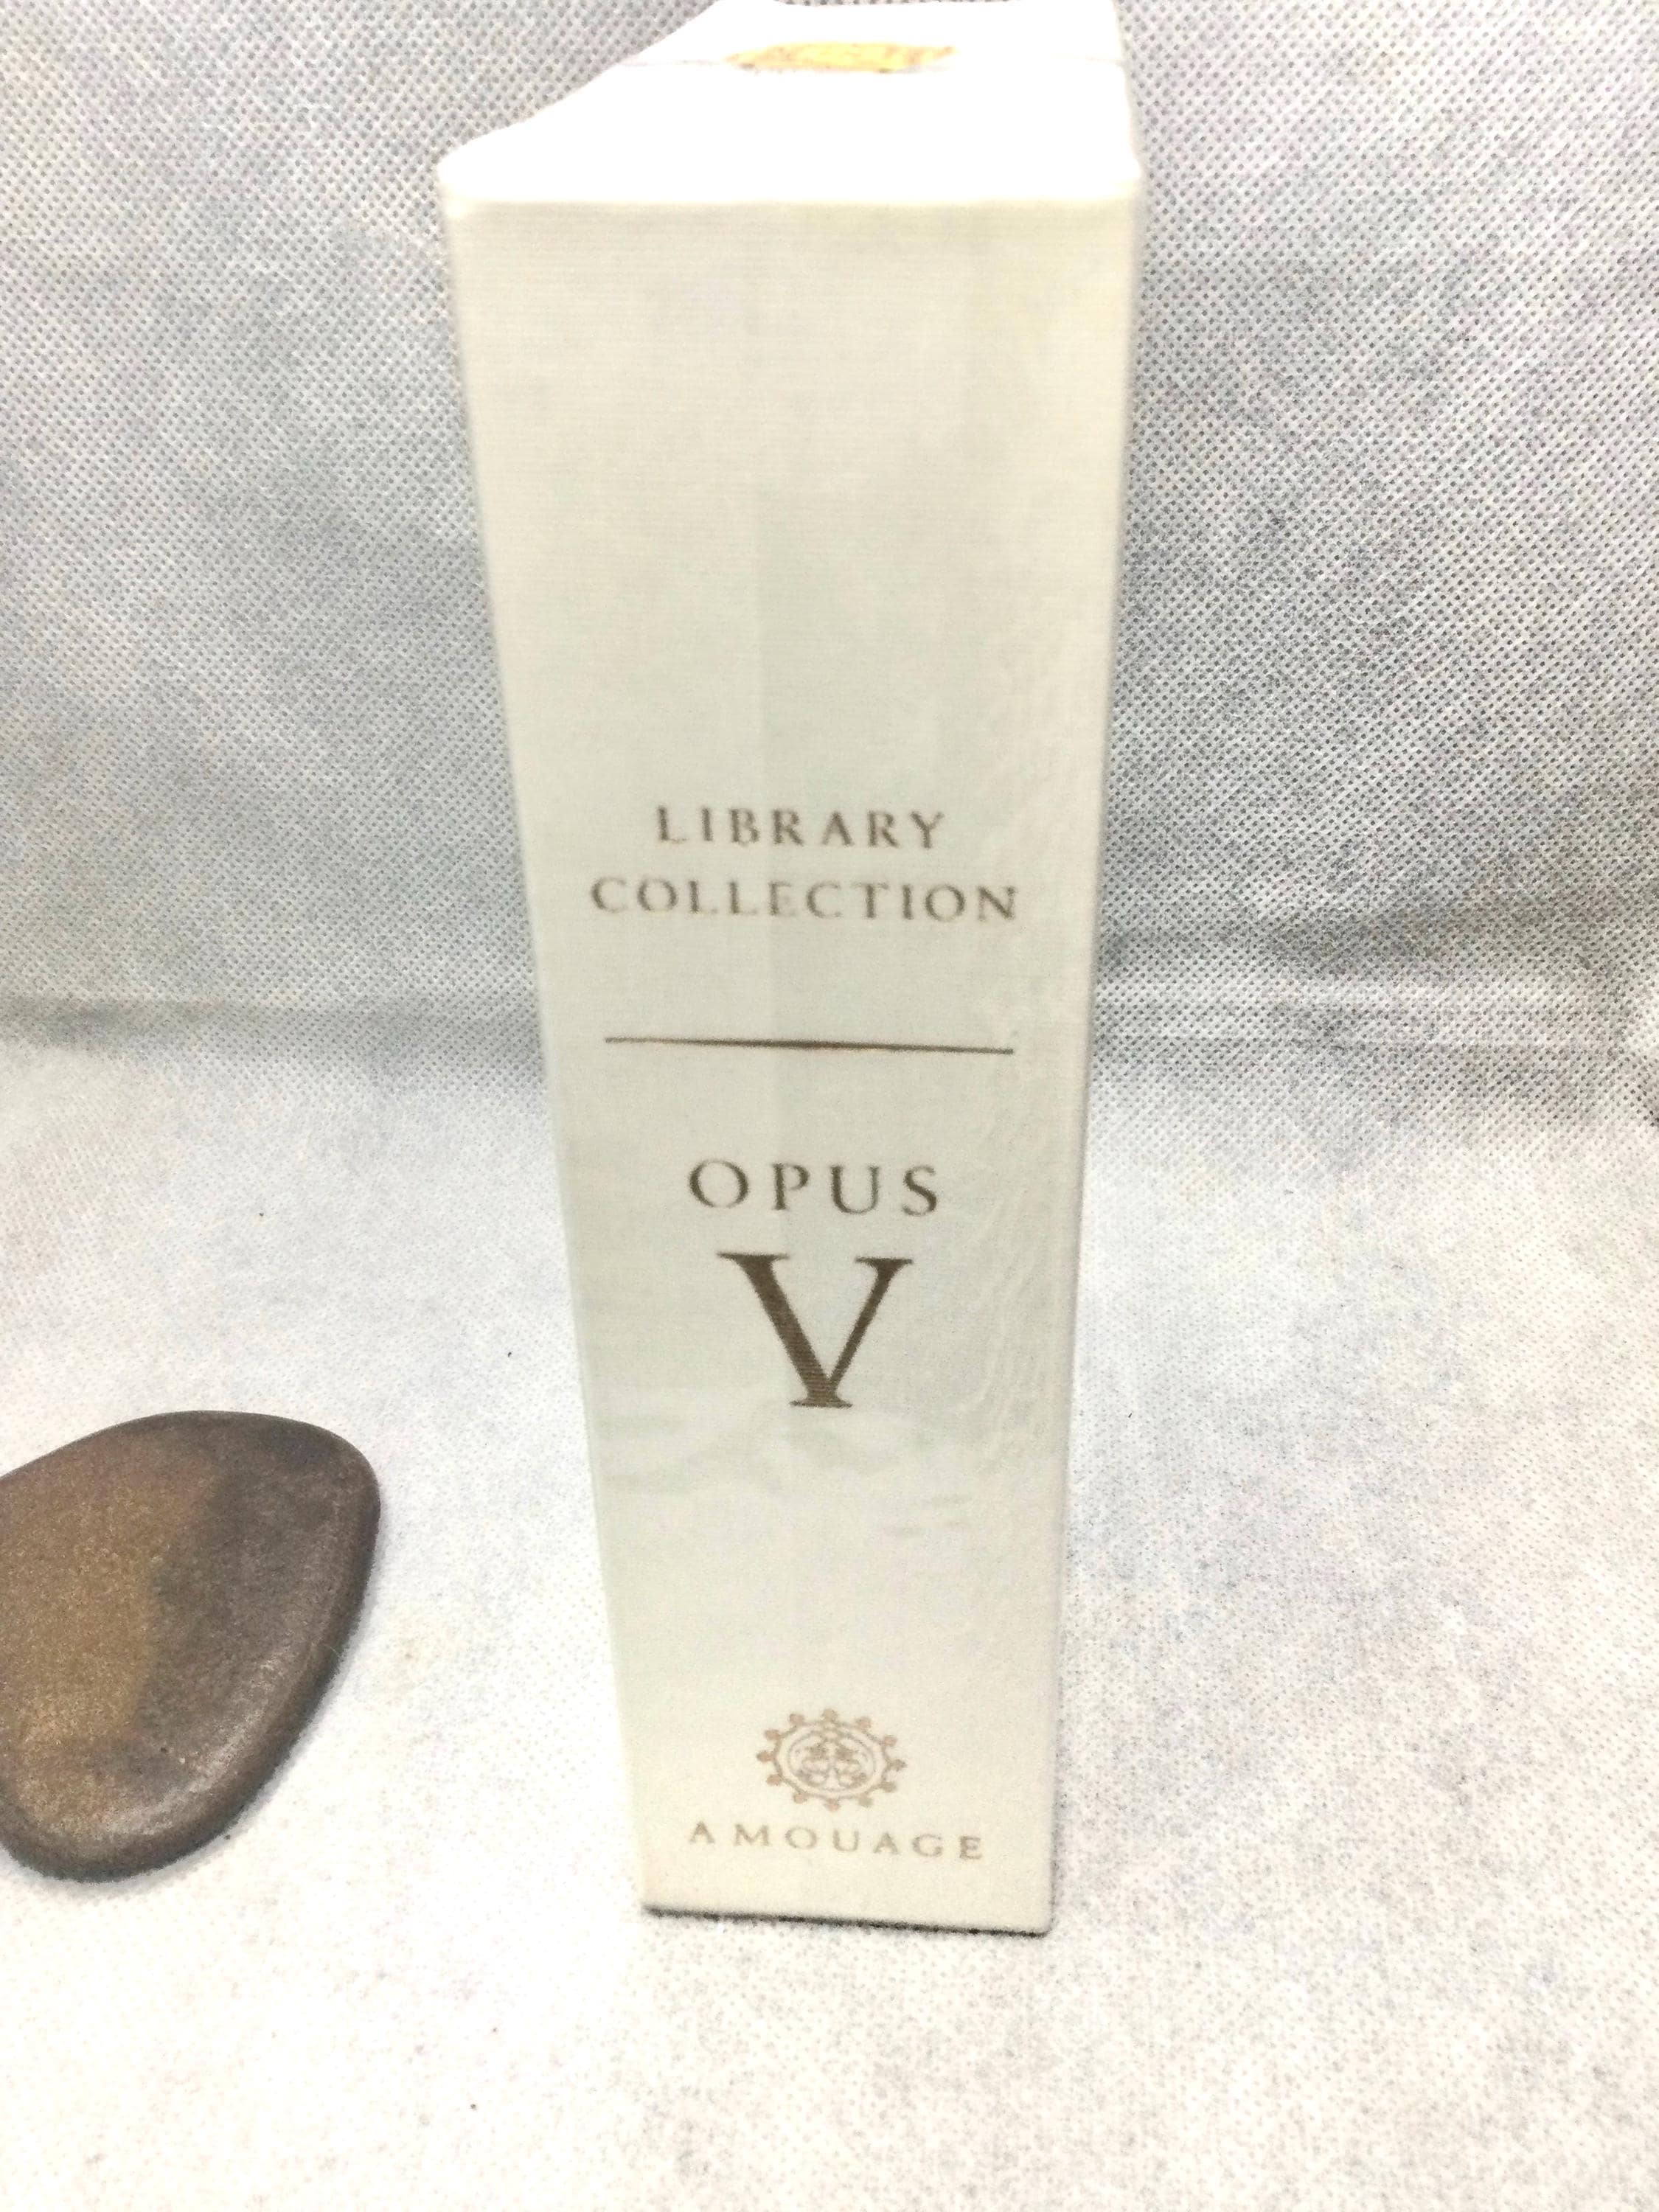 LIBRARY
COLLECTION
OPUS
V
AMOUAGE